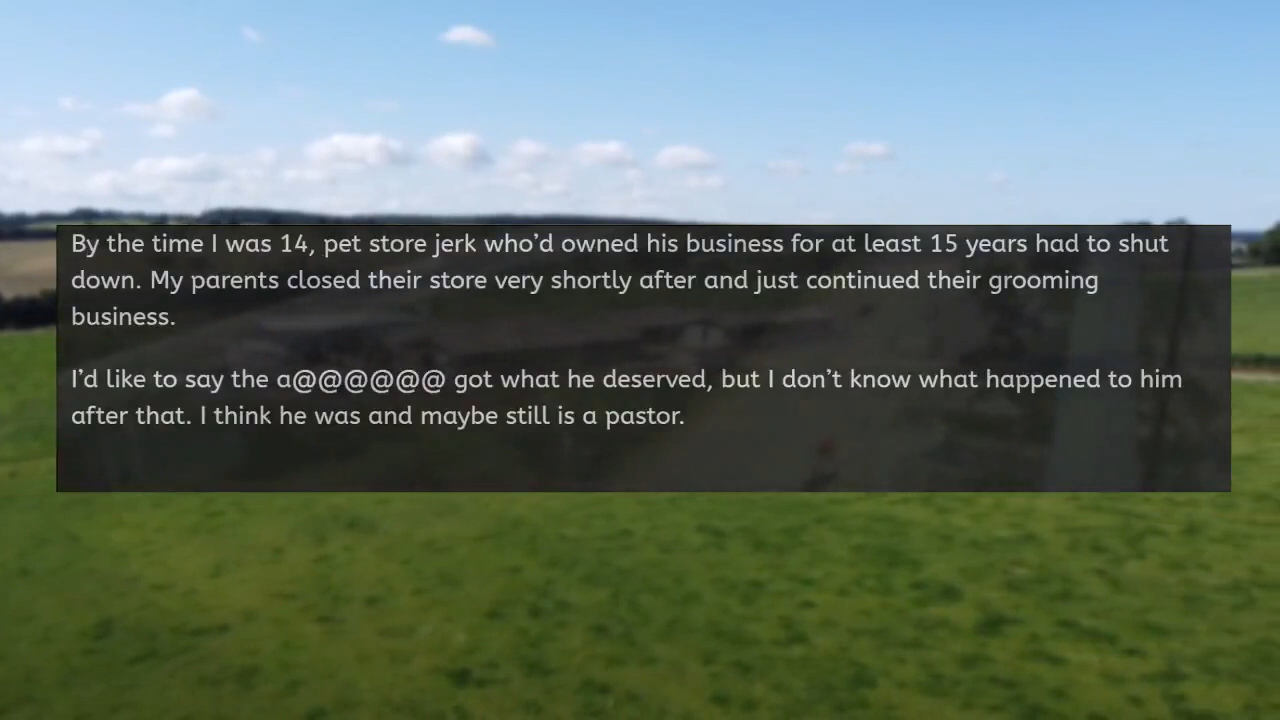 By the time I was 14, pet store jerk who’d owned his business for at least 15 years had to shut
down. My parents closed their store very shortly after and just continued their grooming
business.
I’d like to say the a@@@@@@ got what he deserved, but I don’t know what happened to him
after that. I think he was and maybe still is a pastor.